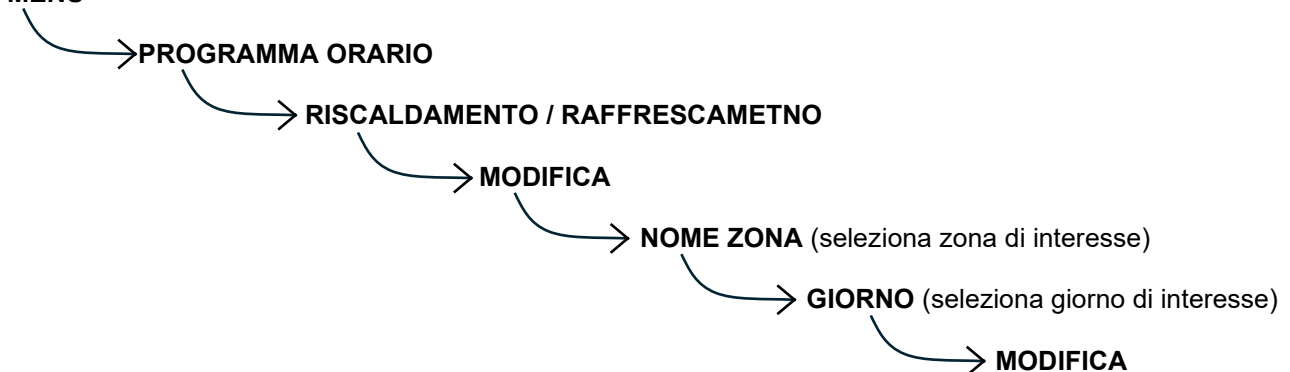 MENU
PROGRAMMA ORARIO
RISCALDAMENTO / RAFFRESCAMETNO
MODIFICA
NOME ZONA (seleziona zona di interesse)
GIORNO (seleziona giorno di interesse)
MODIFICA